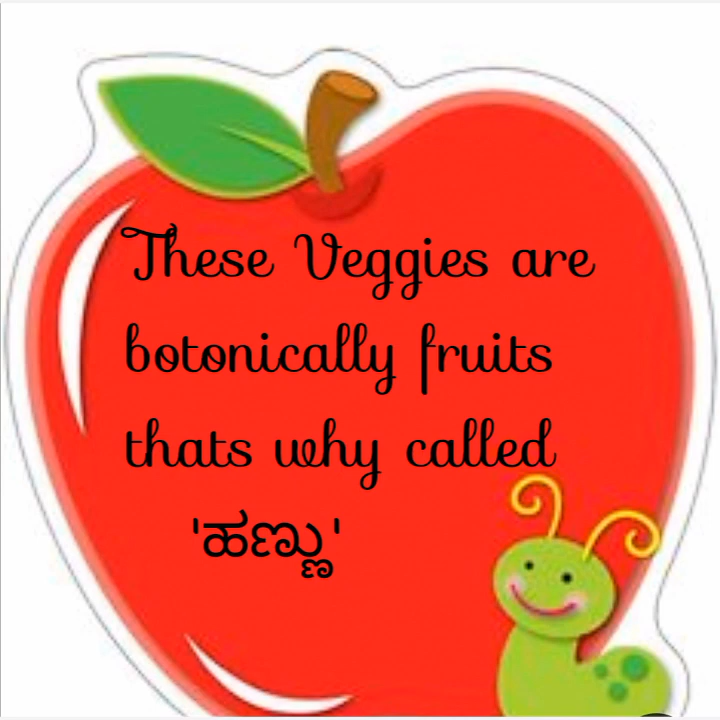 These Veggies are
botonically fruits
thats why called
'ಹಣ್ಣು'